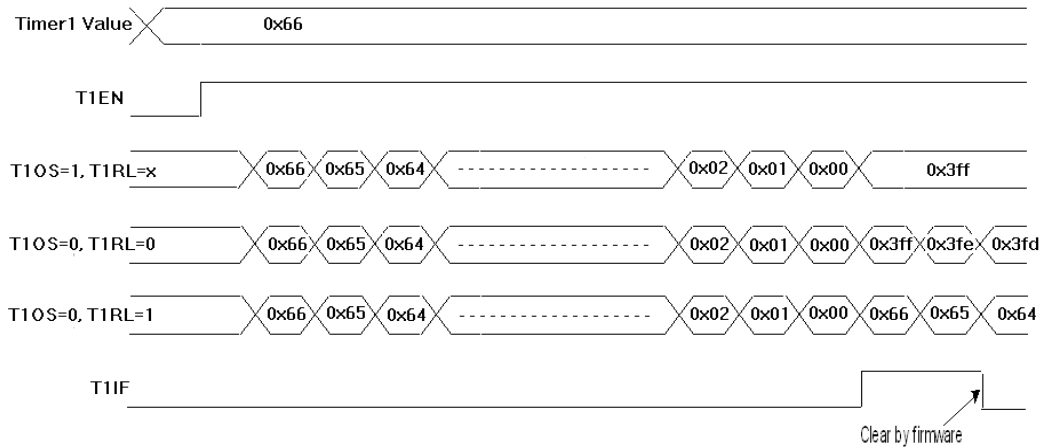 Timer1 Value 0x66
T1EN
T1OS=1, T1RL=x 0x66 0x65 0x64 0x02 0x01 0x00 0x3ff
T1OS=0, T1RL=0 0x66 0x65 0x64 0x02 0x01 0x00 0x3ff 0x3fe 0x3fd
T1OS=0, T1RL=1 0x66 0x65 0x64 0x02 0x01 0x00 0x66 0x65 0x64
T1IF
Clear by firmware